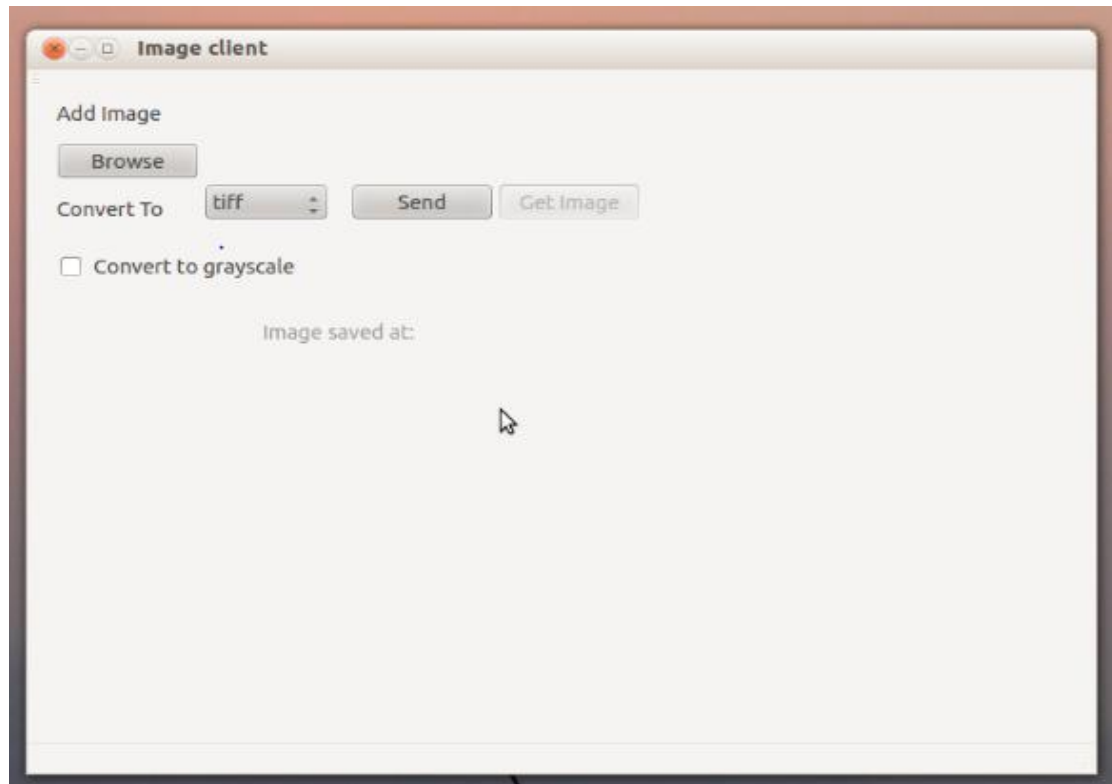 Image client
Add Image
Browse
Convert To tiff Send Get Image
Convert to grayscale
Image saved at: